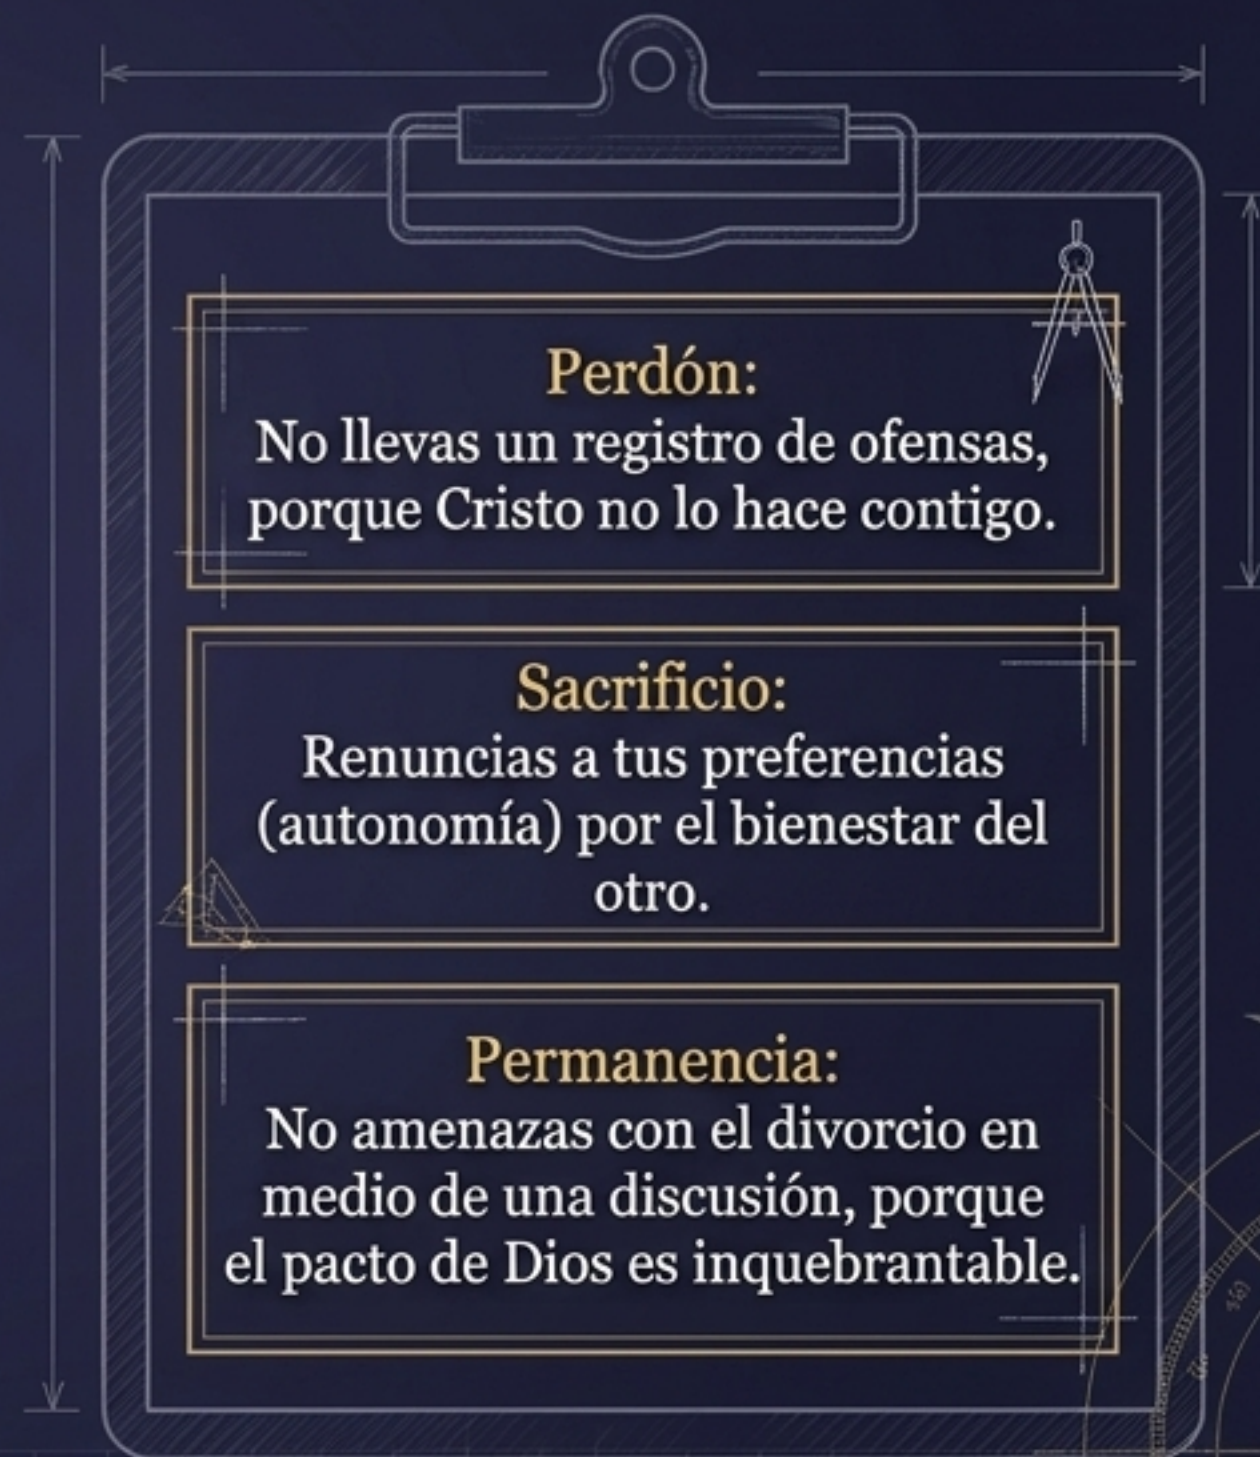 Perdón:
No llevas un registro de ofensas,
porque Cristo no lo hace contigo.
Sacrificio:
Renuncias a tus preferencias
(autonomía) por el bienestar del
otro.
Permanencia:
No amenazas con el divorcio en
medio de una discusión, porque
el pacto de Dios es inquebrantable.